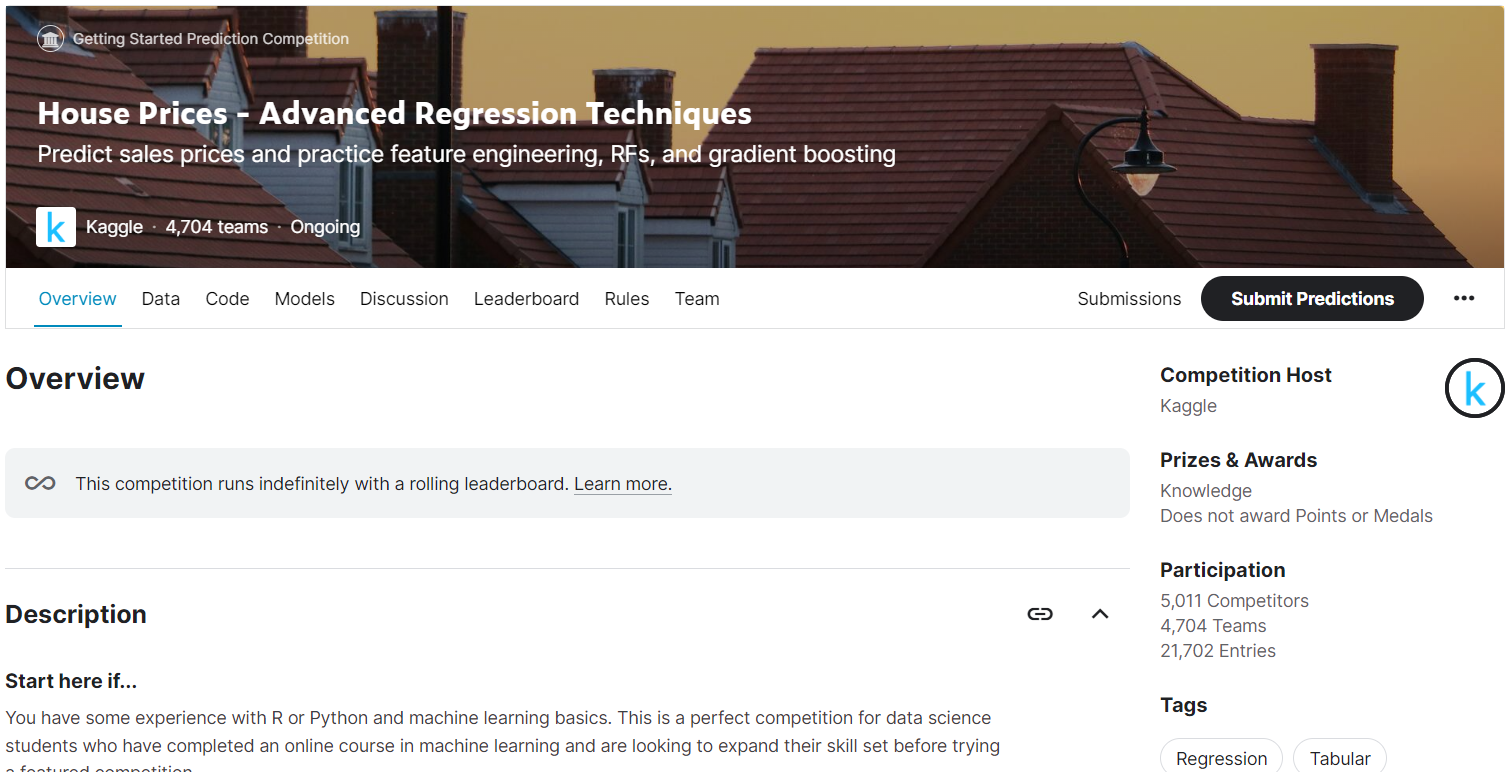 Getting Started Prediction Competition
House Prices - Advanced Regression Techniques
Predict sales prices and practice feature engineering, RFs, and gradient boosting
k
Kaggle · 4,704 teams · Ongoing
Overview Data Code Models Discussion Leaderboard Rules Team Submissions Submit Predictions
Overview
This competition runs indefinitely with a rolling leaderboard. Learn more.
Description
Start here if...
You have some experience with R or Python and machine learning basics. This is a perfect competition for data science
students who have completed an online course in machine learning and are looking to expand their skill set before trying
a featured competition.
Competition Host
Kaggle
k
Prizes & Awards
Knowledge
Does not award Points or Medals
Participation
5,011 Competitors
4,704 Teams
21,702 Entries
Tags
Regression Tabular